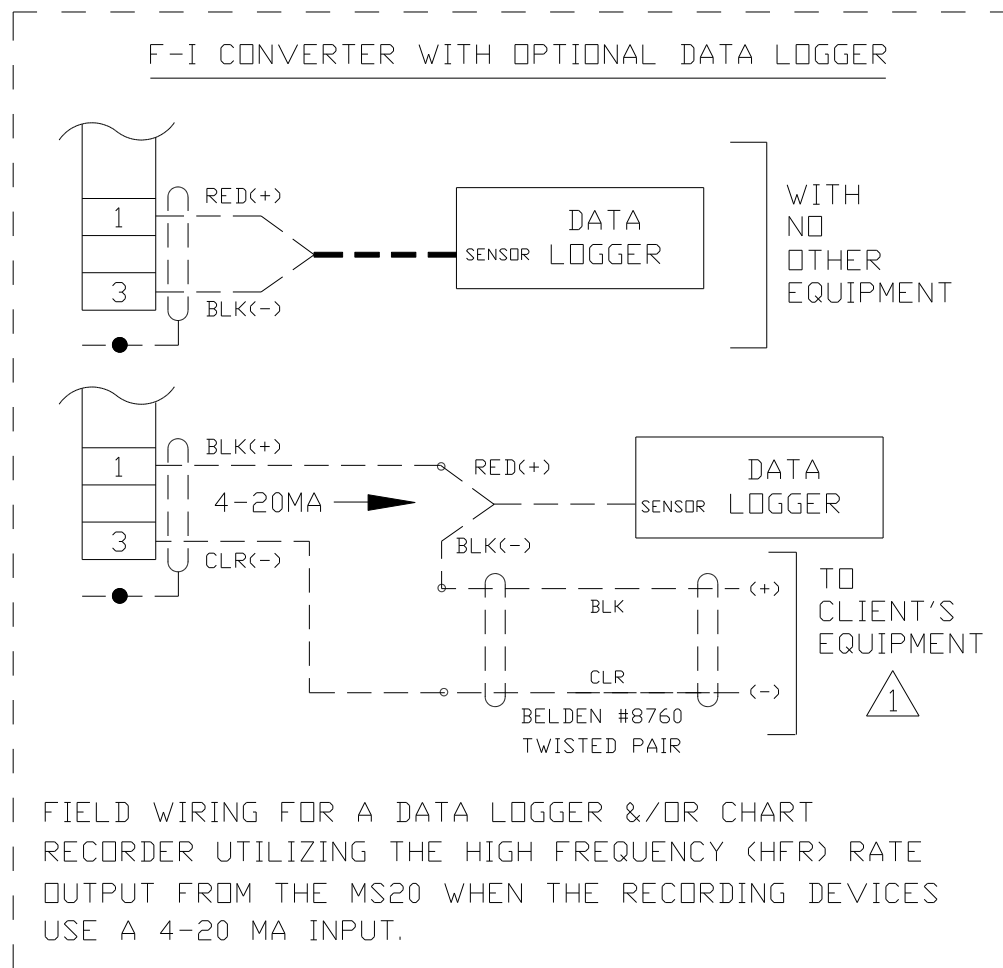 F-I CONVERTER WITH OPTIONAL DATA LOGGER
RED(+)
1
3
BLK(-)
SENSOR
DATA
LOGGER
WITH
NO
OTHER
EQUIPMENT
BLK(+)
1
4-20MA
3
CLR(-)
RED(+)
BLK(-)
SENSOR
DATA
LOGGER
BLK
(+)
CLR
(-)
BELDEN #8760
TWISTED PAIR
TO
CLIENT'S
EQUIPMENT
1
FIELD WIRING FOR A DATA LOGGER &/OR CHART
RECORDER UTILIZING THE HIGH FREQUENCY (HFR) RATE
OUTPUT FROM THE MS20 WHEN THE RECORDING DEVICES
USE A 4-20 MA INPUT.